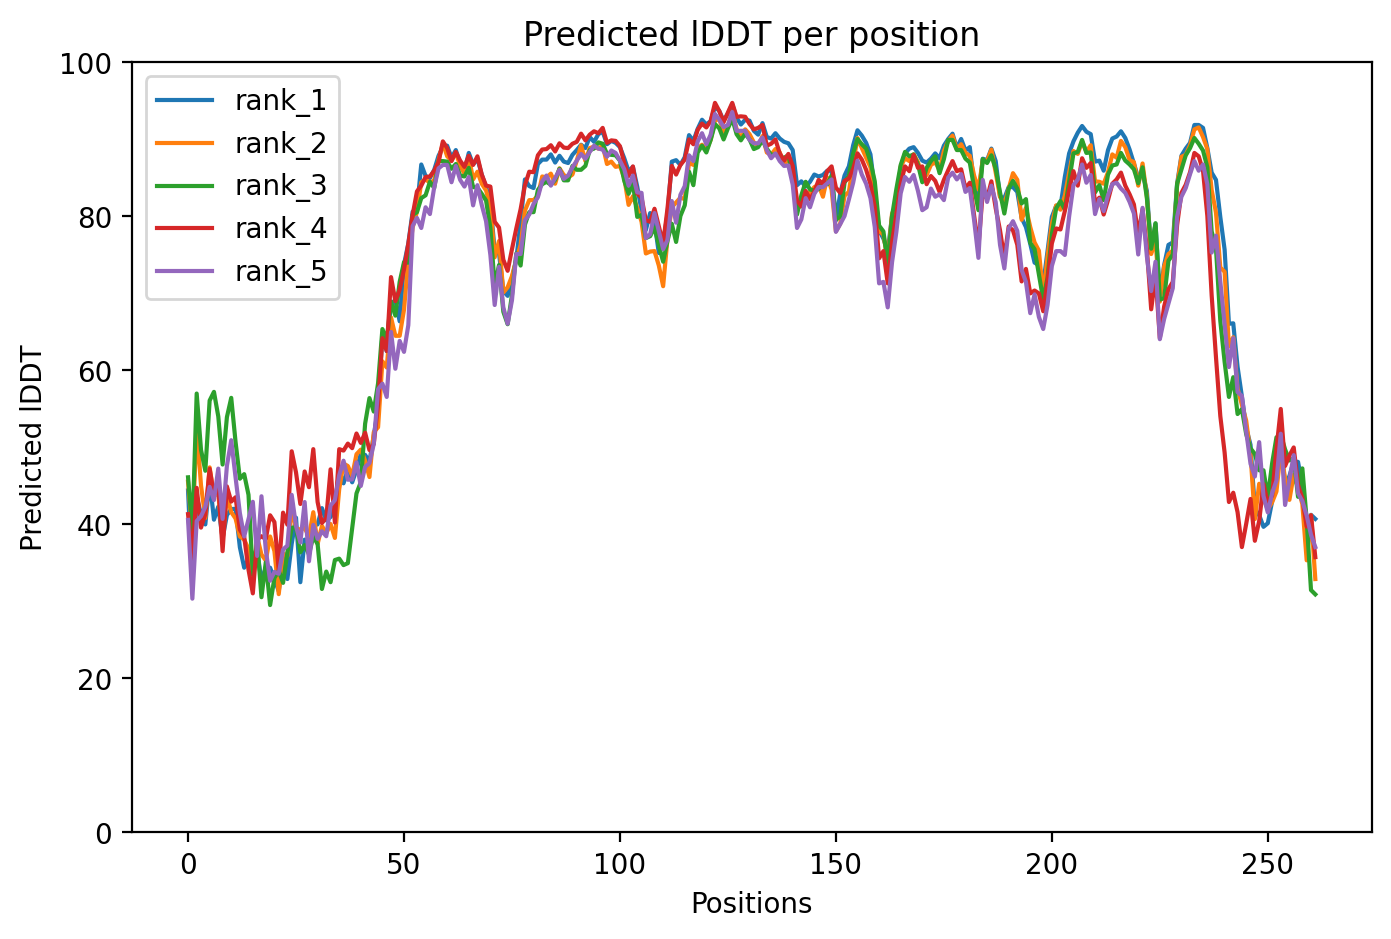 Predicted lDDT per position
Predicted lDDT
100
80
60
40
20
0
rank_1
rank_2
rank_3
rank_4
rank_5
0 50 100 150 200 250
Positions